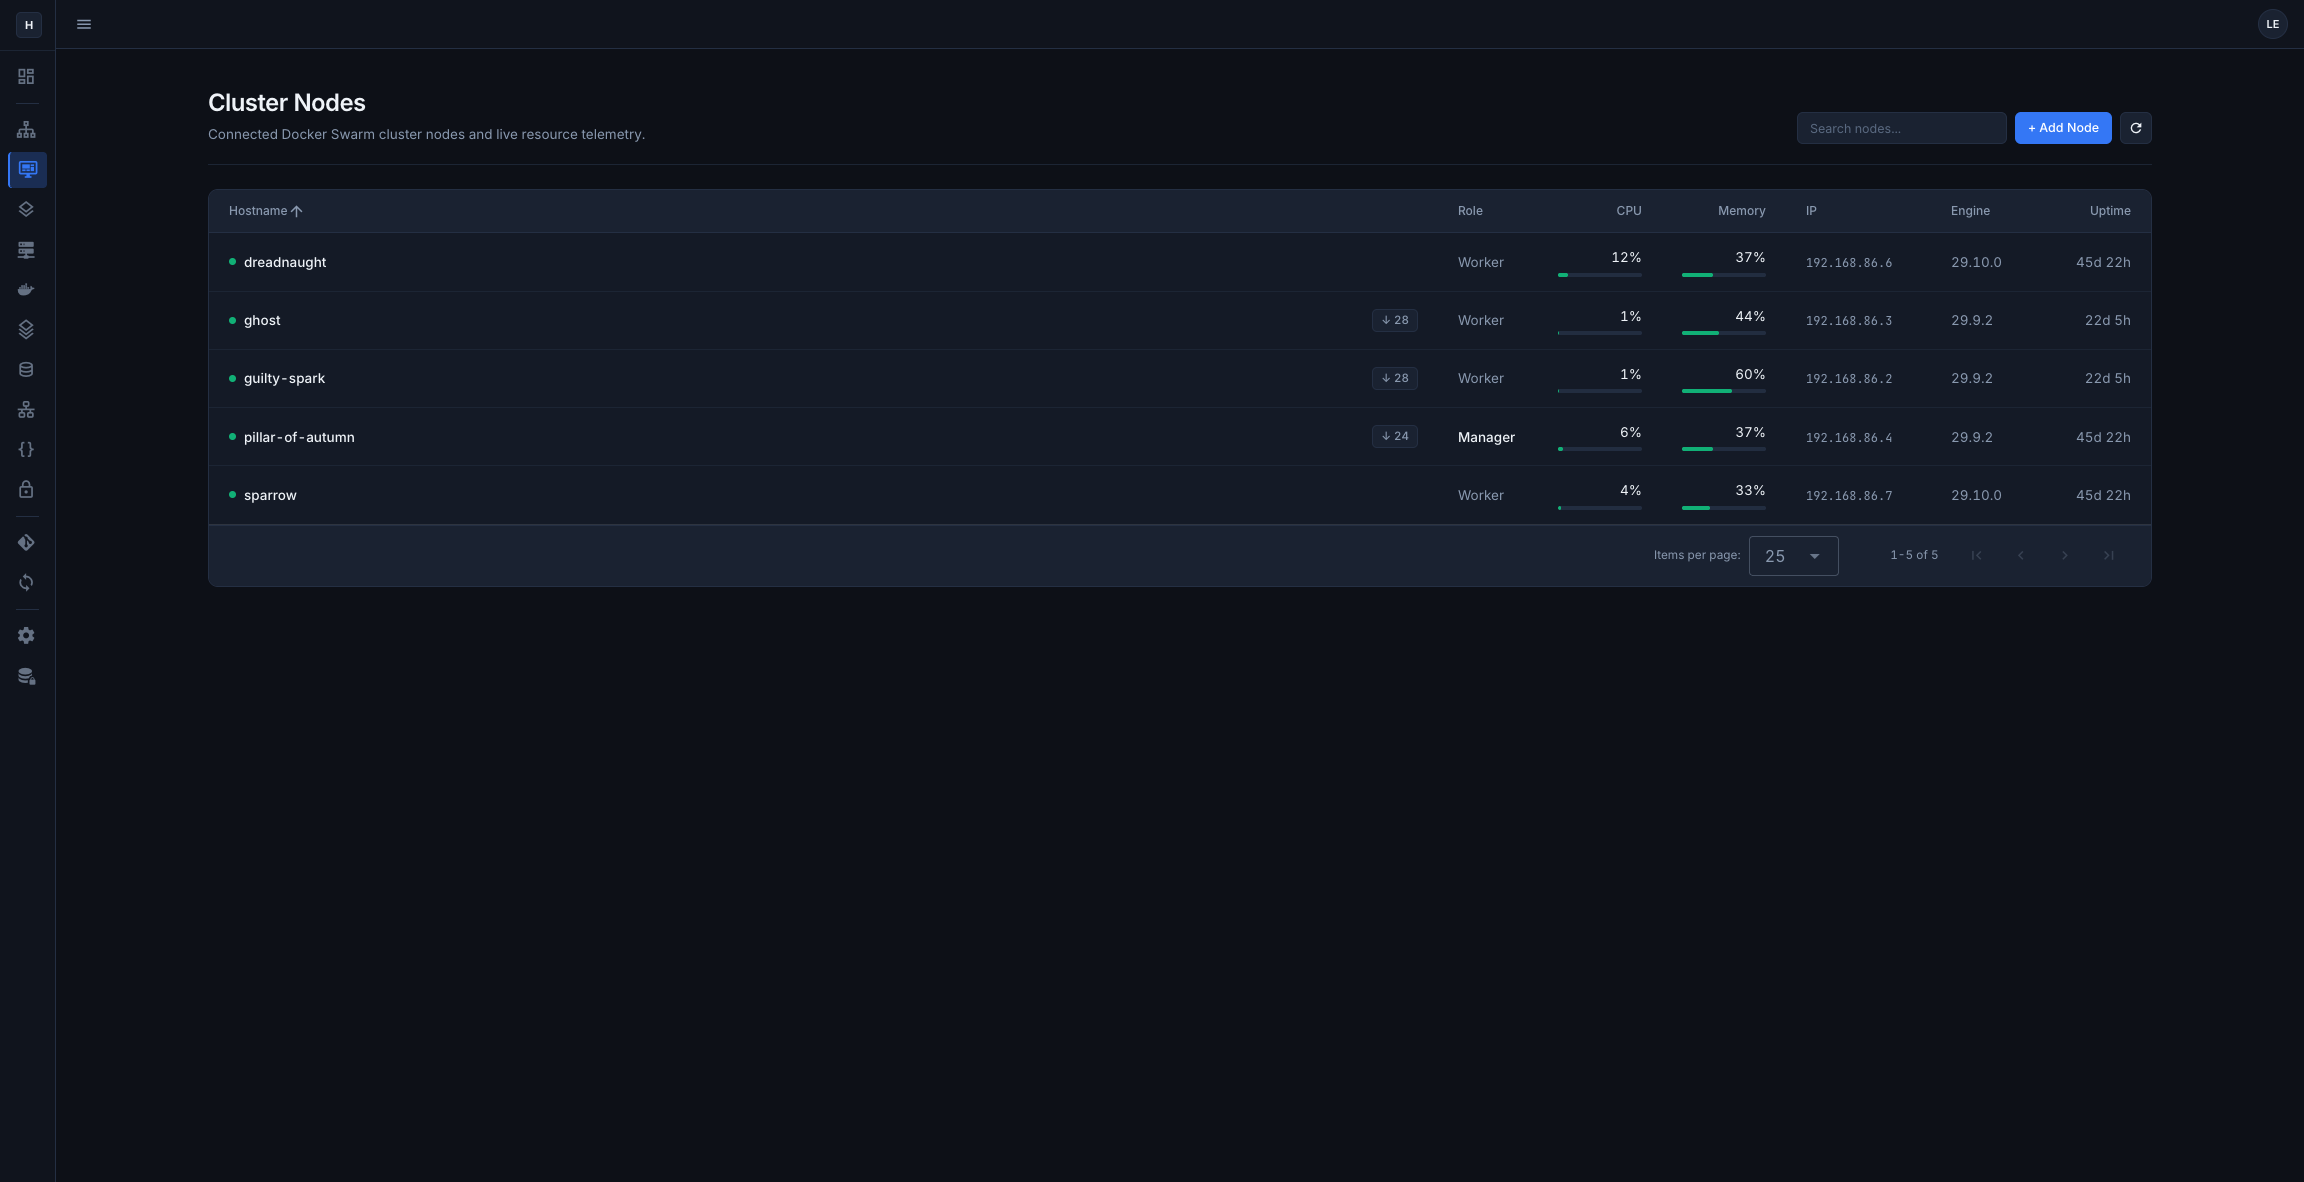 H
LE
Cluster Nodes
Connected Docker Swarm cluster nodes and live resource telemetry.
Search nodes...
+ Add Node
Hostname Role CPU Memory IP Engine Uptime
dreadnaught Worker 12% 37% 192.168.86.6 29.10.0 45d 22h
ghost 28 Worker 1% 44% 192.168.86.3 29.9.2 22d 5h
guilty-spark 28 Worker 1% 60% 192.168.86.2 29.9.2 22d 5h
pillar-of-autumn 24 Manager 6% 37% 192.168.86.4 29.9.2 45d 22h
sparrow Worker 4% 33% 192.168.86.7 29.10.0 45d 22h
Items per page: 25 1-5 of 5